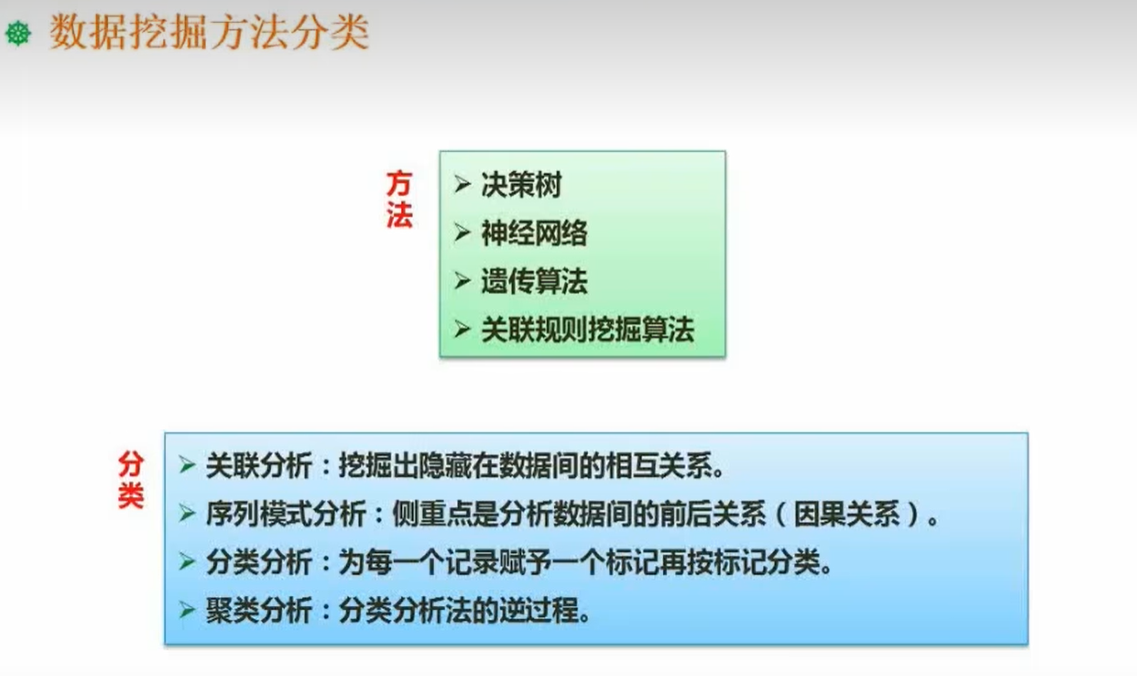 数据挖掘方法分类
方法
决策树
神经网络
遗传算法
关联规则挖掘算法
分类
关联分析：挖掘出隐藏在数据间的相互关系。
序列模式分析：侧重点是分析数据间的前后关系（因果关系）。
分类分析：为每一个记录赋予一个标记再按标记分类。
聚类分析：分类分析法的逆过程。